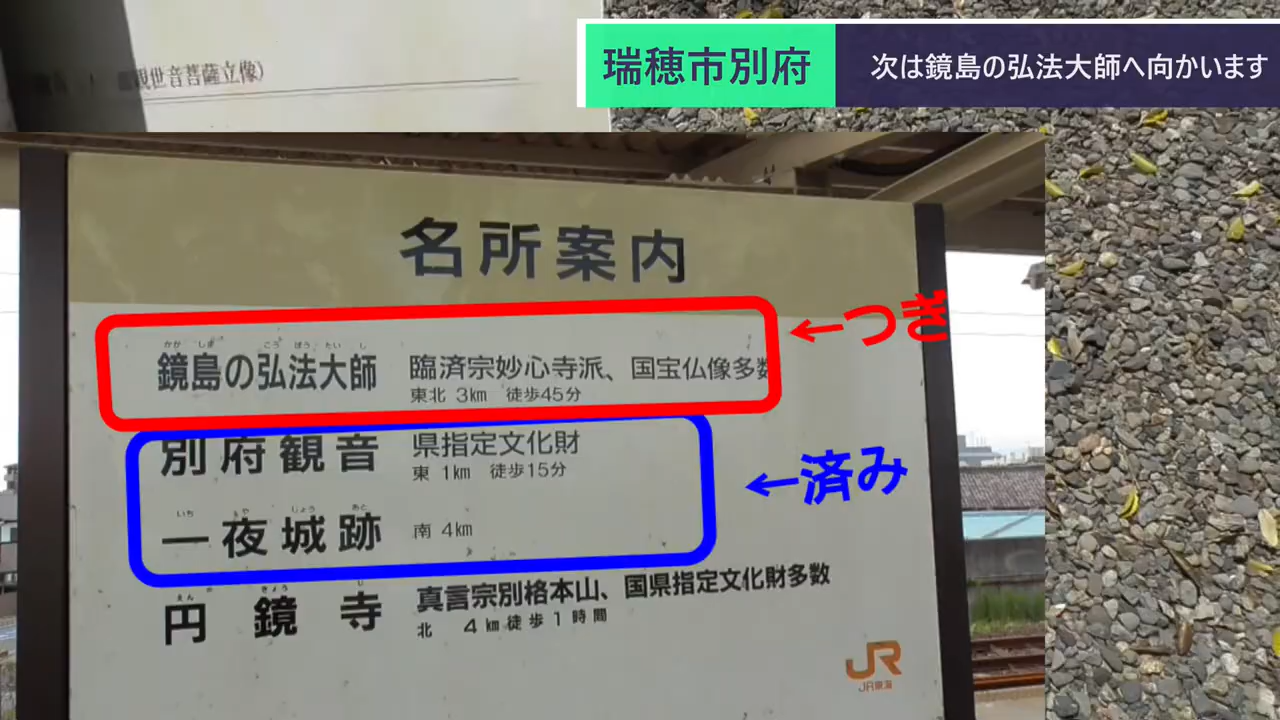 観世音菩薩立像)
瑞穂市別府
次は鏡島の弘法大師へ向かいます
名所案内
かが しま こう ぼう たい し
鏡島の弘法大師 臨済宗妙心寺派、国宝仏像多数
東北 3km 徒歩45分
←つぎ
別府観音 県指定文化財
東 1km 徒歩15分
←済み
いち や じょう あと
一夜城跡 南 4km
えん きょう じ
円鏡寺 真言宗別格本山、国県指定文化財多数
北 4km徒歩1時間
JR
JR東海